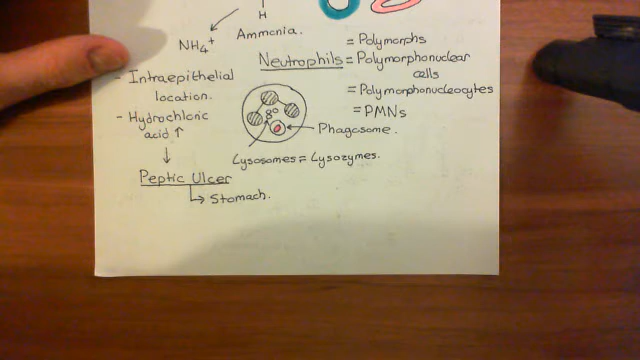 H
Ammonia.
NH4+
- Intraepithelial
location.
- Hydrochloric
acid ↑
↓
Peptic Ulcer
↳ Stomach.
Neutrophils = Polymorphs
= Polymorphonuclear
cells
= Polymorphonucleocytes
= PMNs
Phagosome.
Lysosomes = Lysozymes.